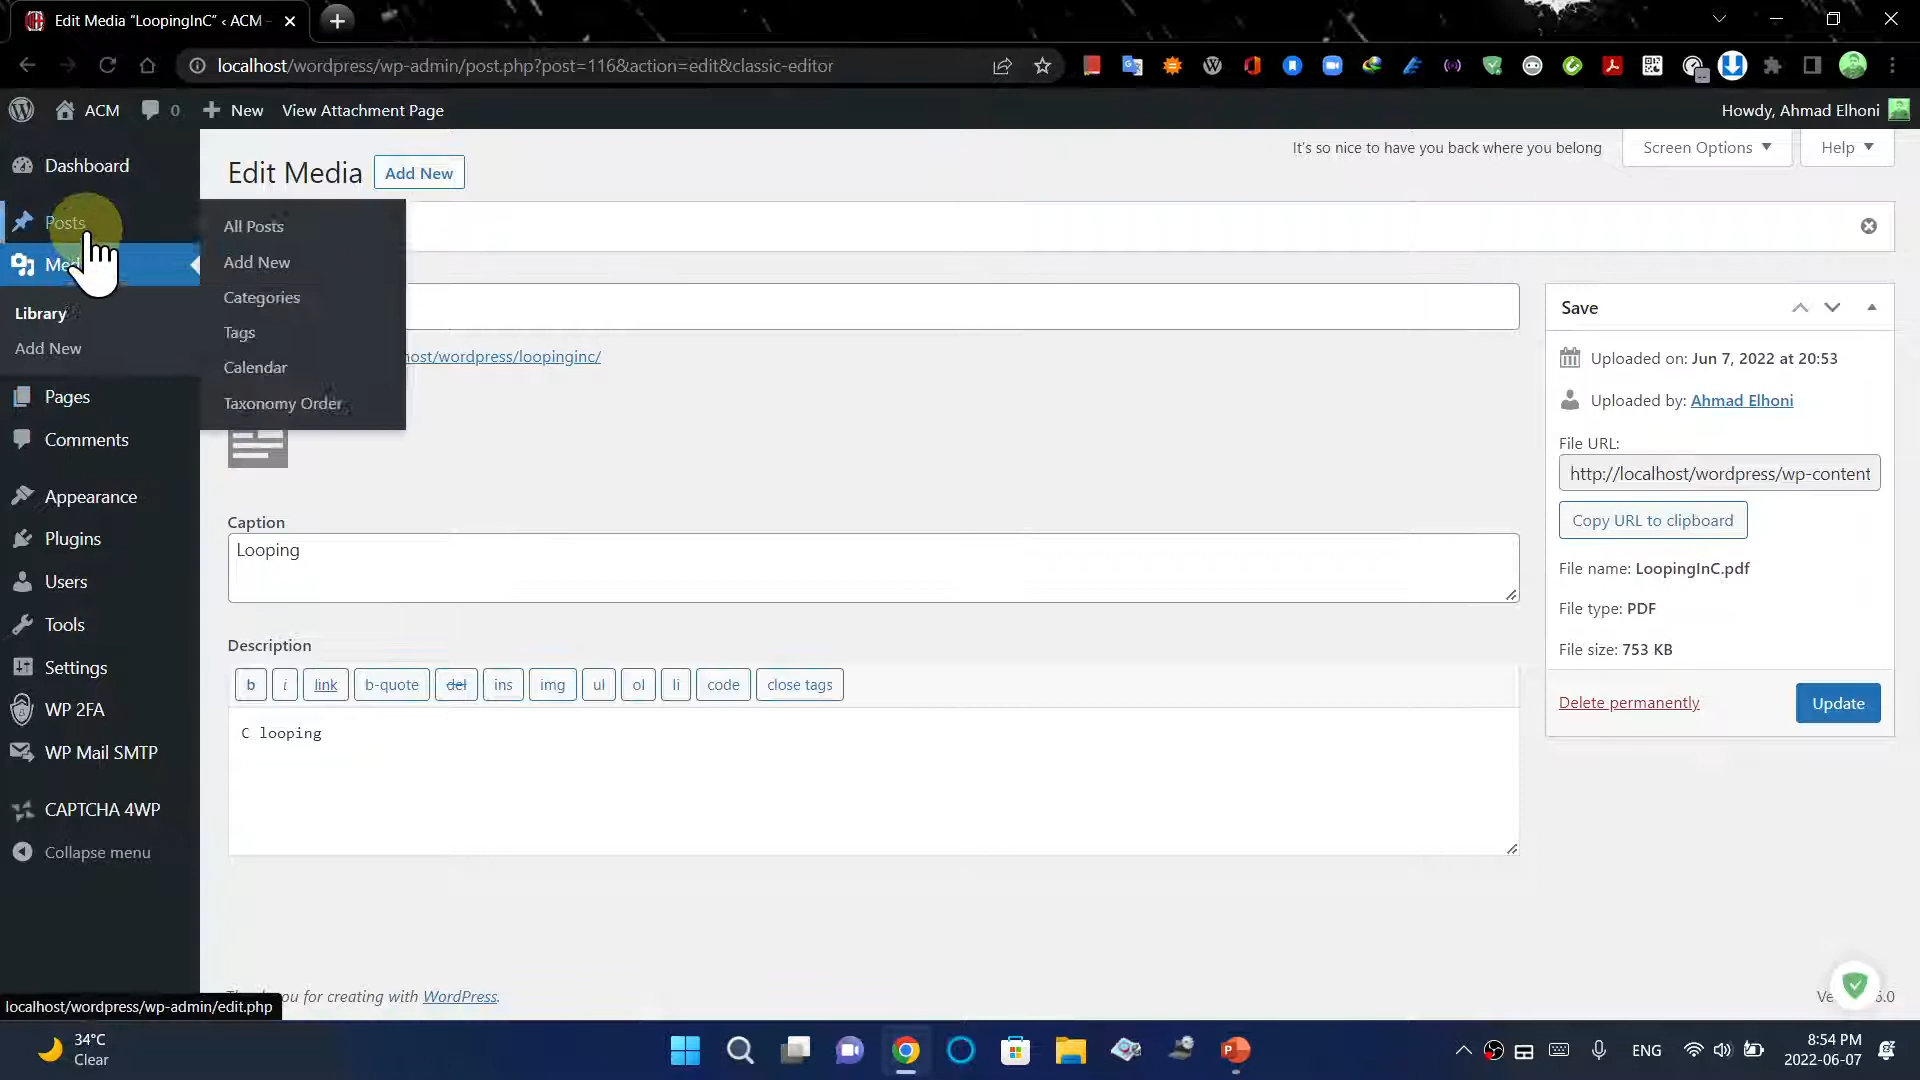 Edit Media “LoopingInC” ‹ ACM -
localhost/wordpress/wp-admin/post.php?post=116&action=edit&classic-editor
ACM 0 New View Attachment Page Howdy, Ahmad Elhoni
It's so nice to have you back where you belong Screen Options Help
Dashboard
Edit Media Add New
Posts
Library
Add New
Pages
Comments
Appearance
Plugins
Users
Tools
Settings
WP 2FA
WP Mail SMTP
CAPTCHA 4WP
Collapse menu
All Posts
Add New
Categories
Tags
Calendar
Taxonomy Order
host/wordpress/loopinginc/
Caption
Looping
Description
b i link b-quote del ins img ul ol li code close tags
C looping
Save
Uploaded on: Jun 7, 2022 at 20:53
Uploaded by: Ahmad Elhoni
File URL:
http://localhost/wordpress/wp-content
Copy URL to clipboard
File name: LoopingInC.pdf
File type: PDF
File size: 753 KB
Delete permanently Update
you for creating with WordPress.
localhost/wordpress/wp-admin/edit.php
34°C
Clear
ENG
8:54 PM
2022-06-07